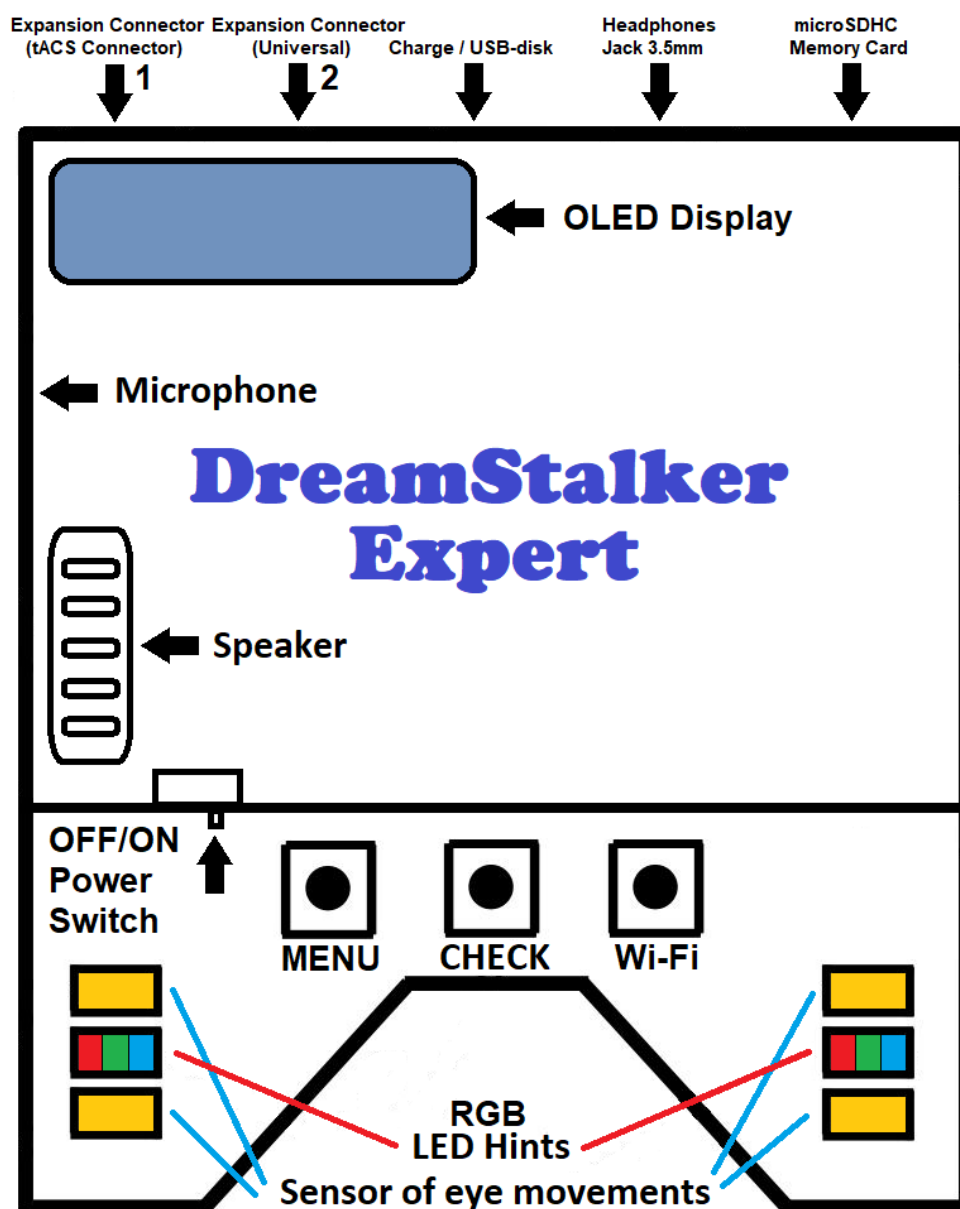 Expansion Connector
(tACS Connector)
1
Expansion Connector
(Universal)
2
Charge / USB-disk
Headphones
Jack 3.5mm
microSDHC
Memory Card
OLED Display
Microphone
DreamStalker
Expert
Speaker
OFF/ON
Power
Switch
MENU
CHECK
Wi-Fi
RGB
LED Hints
Sensor of eye movements